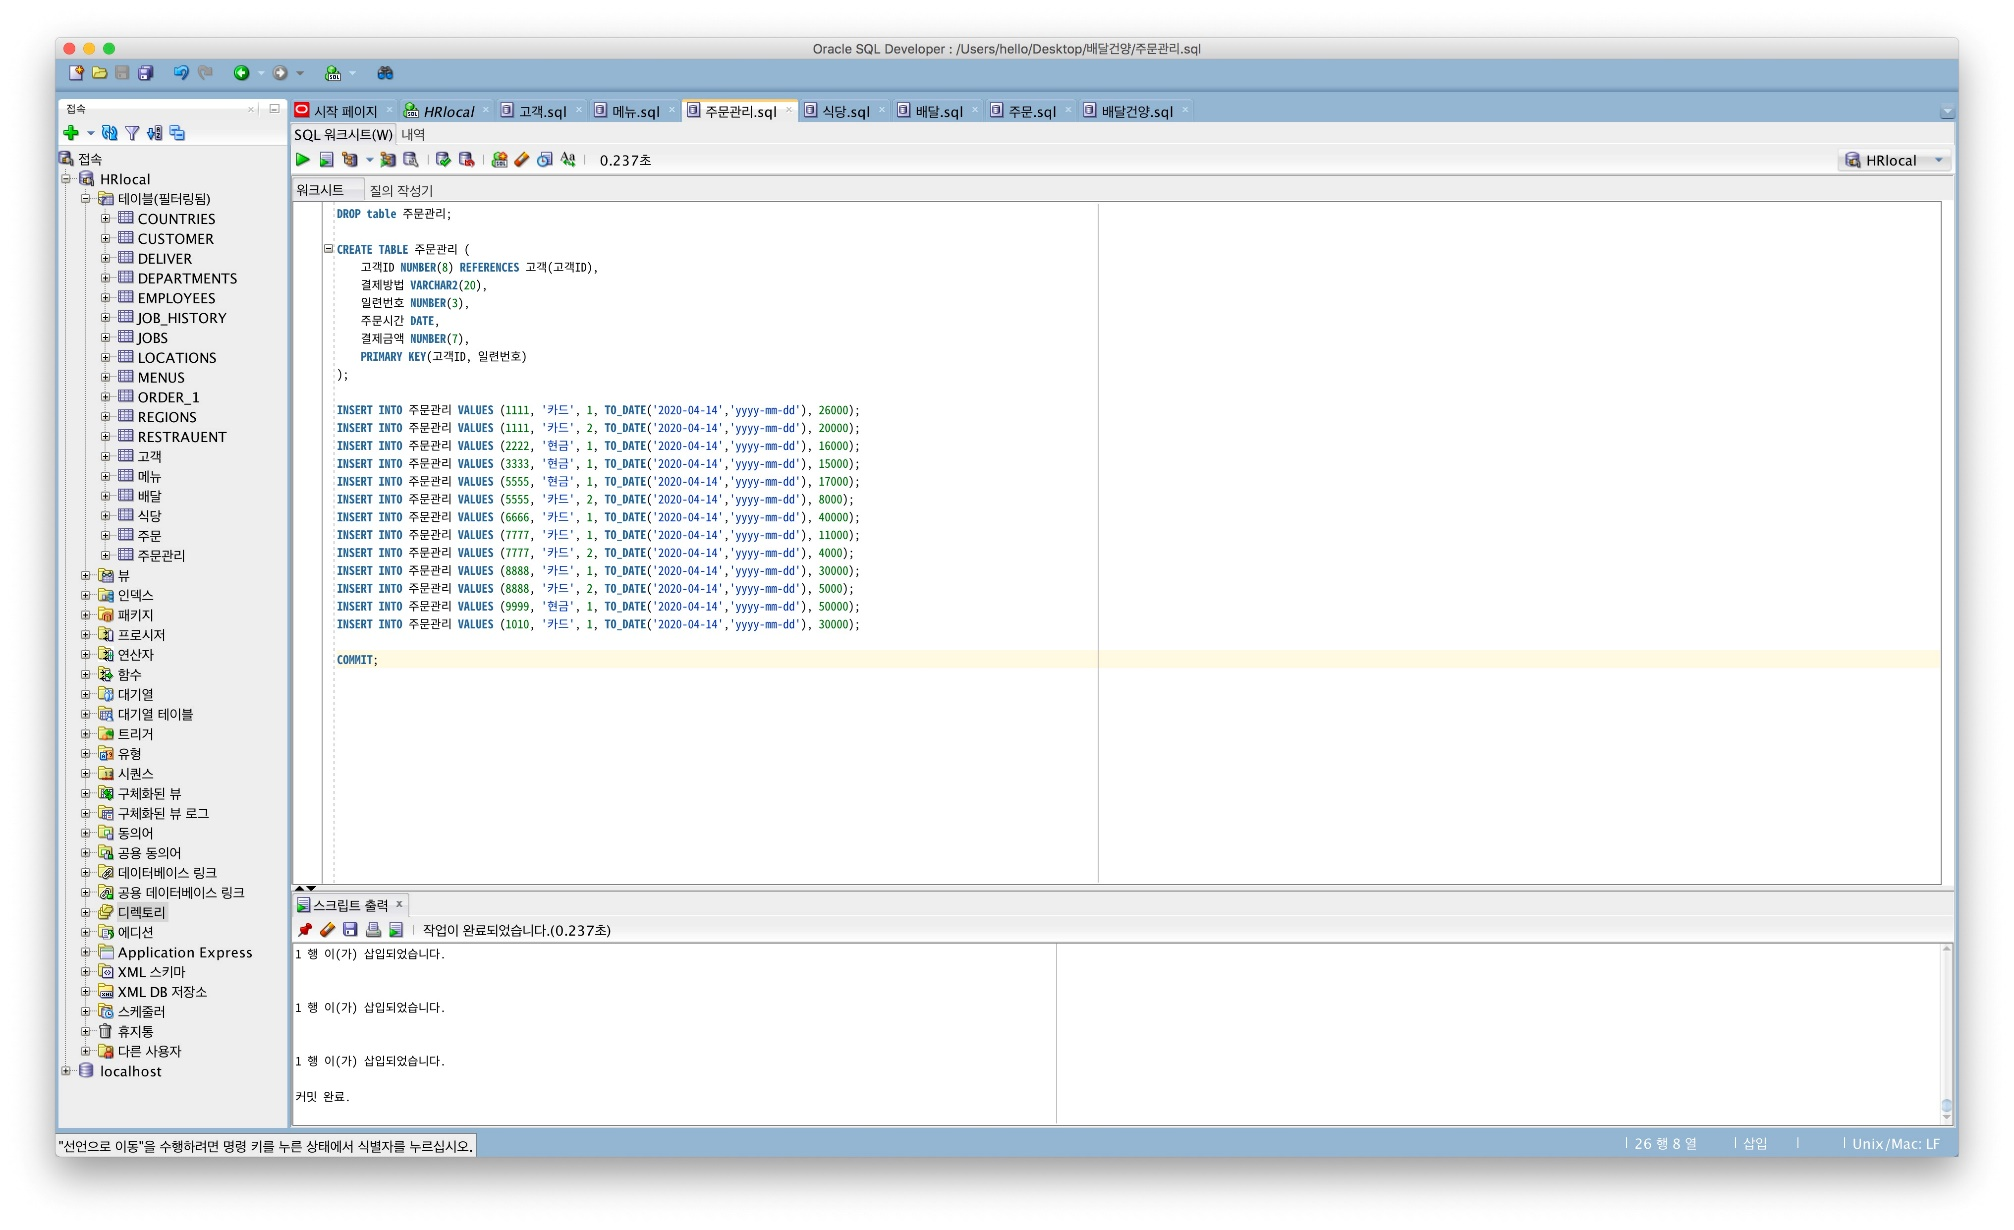 Oracle SQL Developer : /Users/hello/Desktop/배달건양/주문관리.sql
접속
접속
HRlocal
테이블(필터링됨)
COUNTRIES
CUSTOMER
DELIVER
DEPARTMENTS
EMPLOYEES
JOB_HISTORY
JOBS
LOCATIONS
MENUS
ORDER_1
REGIONS
RESTRAUENT
고객
메뉴
배달
식당
주문
주문관리
뷰
인덱스
패키지
프로시저
연산자
함수
대기열
대기열 테이블
트리거
유형
시퀀스
구체화된 뷰
구체화된 뷰 로그
동의어
공용 동의어
데이터베이스 링크
공용 데이터베이스 링크
디렉토리
에디션
Application Express
XML 스키마
XML DB 저장소
스케줄러
휴지통
다른 사용자
localhost
시작 페이지 HRlocal 고객.sql 메뉴.sql 주문관리.sql 식당.sql 배달.sql 주문.sql 배달건양.sql
SQL 워크시트(W) 내역
0.237초 HRlocal
워크시트 질의 작성기
DROP table 주문관리;
CREATE TABLE 주문관리 (
고객ID NUMBER(8) REFERENCES 고객(고객ID),
결제방법 VARCHAR2(20),
일련번호 NUMBER(3),
주문시간 DATE,
결제금액 NUMBER(7),
PRIMARY KEY(고객ID, 일련번호)
);
INSERT INTO 주문관리 VALUES (1111, '카드', 1, TO_DATE('2020-04-14','yyyy-mm-dd'), 26000);
INSERT INTO 주문관리 VALUES (1111, '카드', 2, TO_DATE('2020-04-14','yyyy-mm-dd'), 20000);
INSERT INTO 주문관리 VALUES (2222, '현금', 1, TO_DATE('2020-04-14','yyyy-mm-dd'), 16000);
INSERT INTO 주문관리 VALUES (3333, '현금', 1, TO_DATE('2020-04-14','yyyy-mm-dd'), 15000);
INSERT INTO 주문관리 VALUES (5555, '현금', 1, TO_DATE('2020-04-14','yyyy-mm-dd'), 17000);
INSERT INTO 주문관리 VALUES (5555, '카드', 2, TO_DATE('2020-04-14','yyyy-mm-dd'), 8000);
INSERT INTO 주문관리 VALUES (6666, '카드', 1, TO_DATE('2020-04-14','yyyy-mm-dd'), 40000);
INSERT INTO 주문관리 VALUES (7777, '카드', 1, TO_DATE('2020-04-14','yyyy-mm-dd'), 11000);
INSERT INTO 주문관리 VALUES (7777, '카드', 2, TO_DATE('2020-04-14','yyyy-mm-dd'), 4000);
INSERT INTO 주문관리 VALUES (8888, '카드', 1, TO_DATE('2020-04-14','yyyy-mm-dd'), 30000);
INSERT INTO 주문관리 VALUES (8888, '카드', 2, TO_DATE('2020-04-14','yyyy-mm-dd'), 5000);
INSERT INTO 주문관리 VALUES (9999, '현금', 1, TO_DATE('2020-04-14','yyyy-mm-dd'), 50000);
INSERT INTO 주문관리 VALUES (1010, '카드', 1, TO_DATE('2020-04-14','yyyy-mm-dd'), 30000);
COMMIT;
스크립트 출력
작업이 완료되었습니다.(0.237초)
1 행 이(가) 삽입되었습니다.
1 행 이(가) 삽입되었습니다.
1 행 이(가) 삽입되었습니다.
커밋 완료.
"선언으로 이동"을 수행하려면 명령 키를 누른 상태에서 식별자를 누르십시오.
26 행 8 열 삽입 Unix/Mac: LF